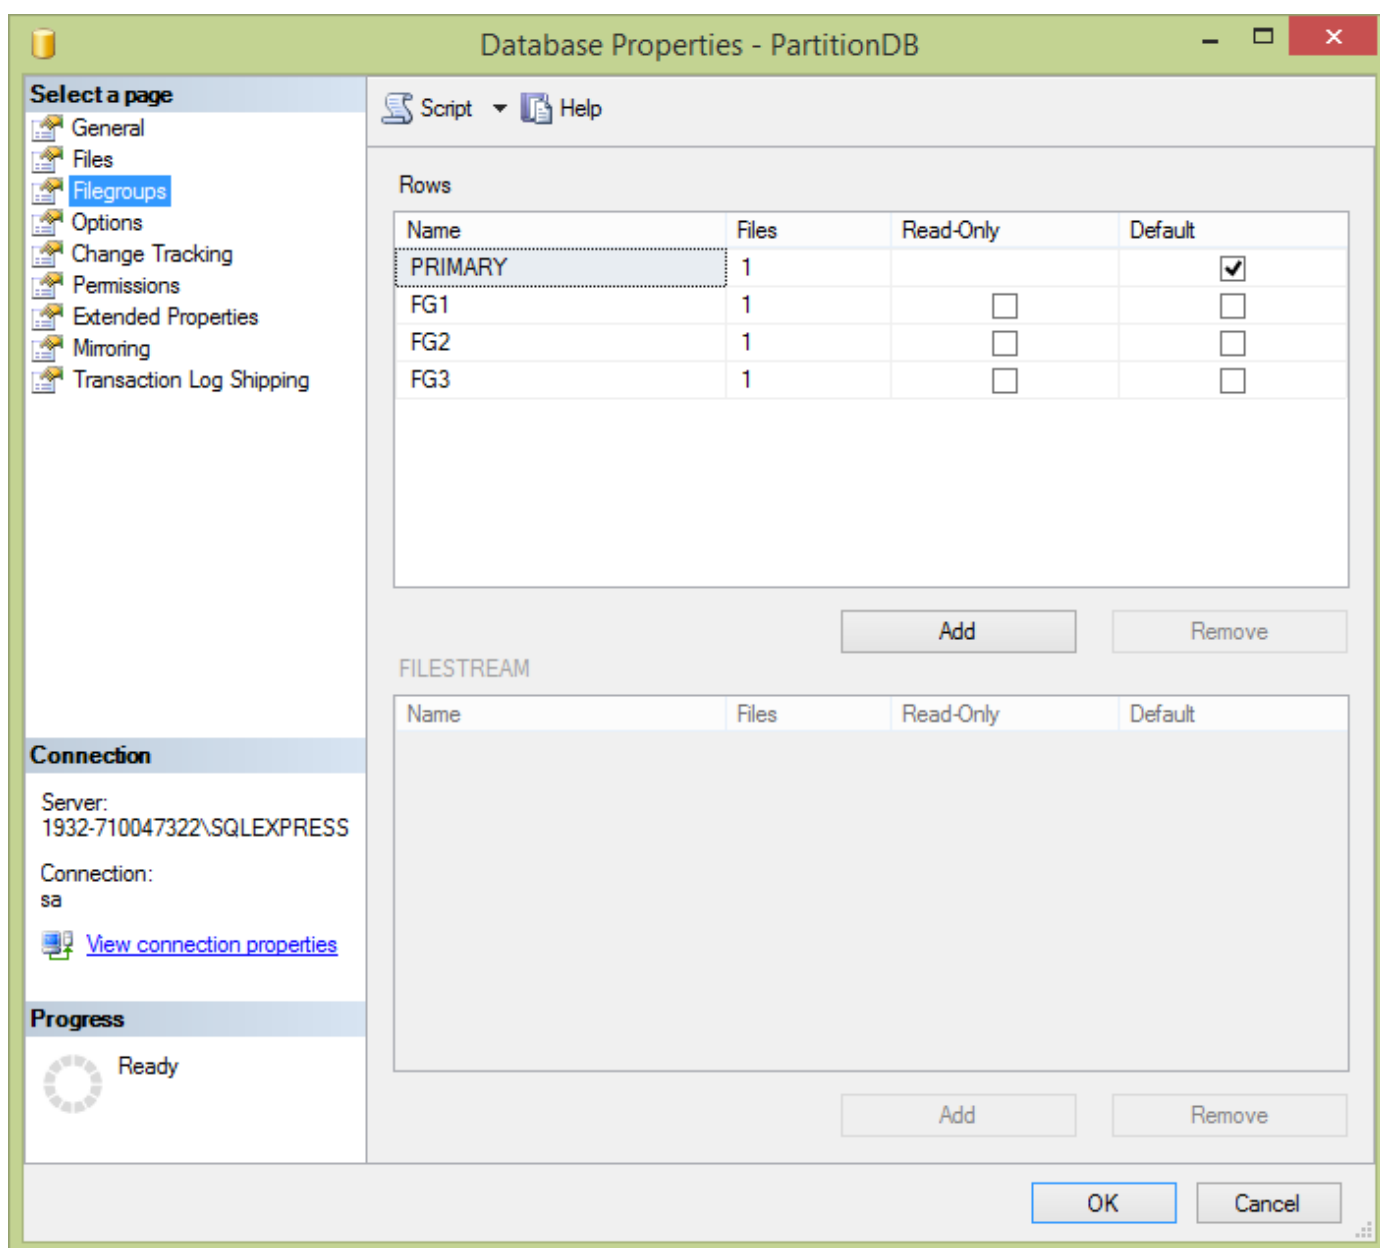 Database Properties - PartitionDB
Select a page
General
Files
Filegroups
Options
Change Tracking
Permissions
Extended Properties
Mirroring
Transaction Log Shipping
Connection
Server:
1932-710047322\SQLEXPRESS
Connection:
sa
View connection properties
Progress
Ready
Script Help
Rows
Name Files Read-Only Default
PRIMARY 1
FG1 1
FG2 1
FG3 1
Add Remove
FILESTREAM
Name Files Read-Only Default
Add Remove
OK Cancel